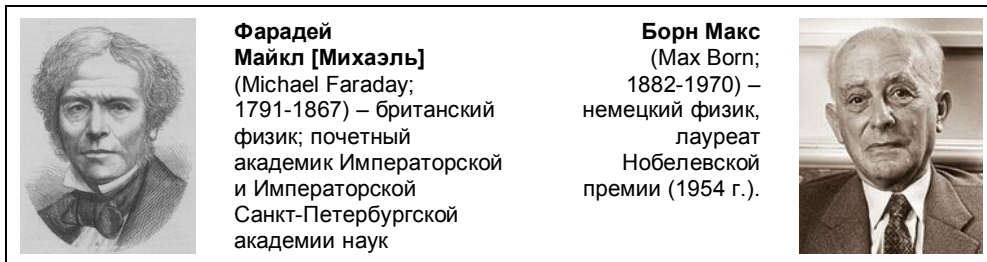 Фарадей
Майкл [Михаэль]
(Michael Faraday;
1791-1867) – британский
физик; почетный
академик Императорской
и Императорской
Санкт-Петербургской
академии наук
Борн Макс
(Max Born;
1882-1970) –
немецкий физик,
лауреат
Нобелевской
премии (1954 г.).